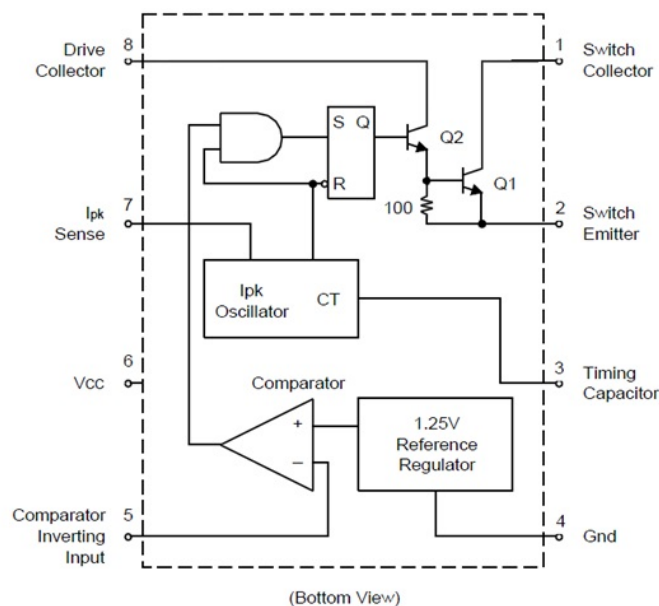 Drive
Collector
8
1
Switch
Collector
S Q
R
Q2
Q1
100
7
Ipk
Sense
2
Switch
Emitter
Ipk
Oscillator
CT
6
VCC
3
Timing
Capacitor
Comparator
+
–
1.25V
Reference
Regulator
5
Comparator
Inverting
Input
4
Gnd
(Bottom View)